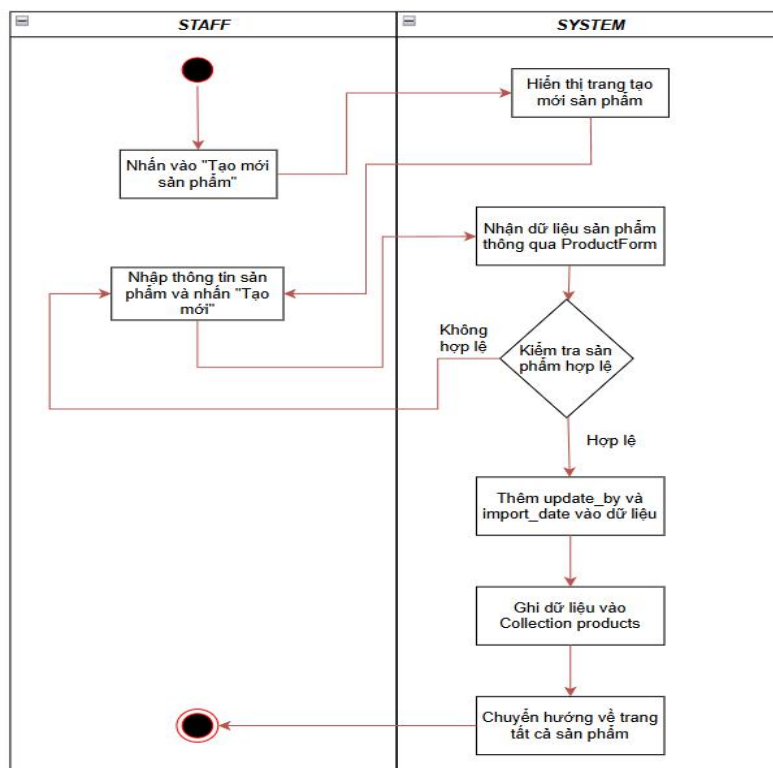 STAFF
SYSTEM
Hiển thị trang tạo
mới sản phẩm
Nhấn vào "Tạo mới
sản phẩm"
Nhận dữ liệu sản phẩm
thông qua ProductForm
Nhập thông tin sản
phẩm và nhấn "Tạo
mới"
Không
hợp lệ
Kiểm tra sản
phẩm hợp lệ
Hợp lệ
Thêm update_by và
import_date vào dữ liệu
Ghi dữ liệu vào
Collection products
Chuyển hướng về trang
tất cả sản phẩm